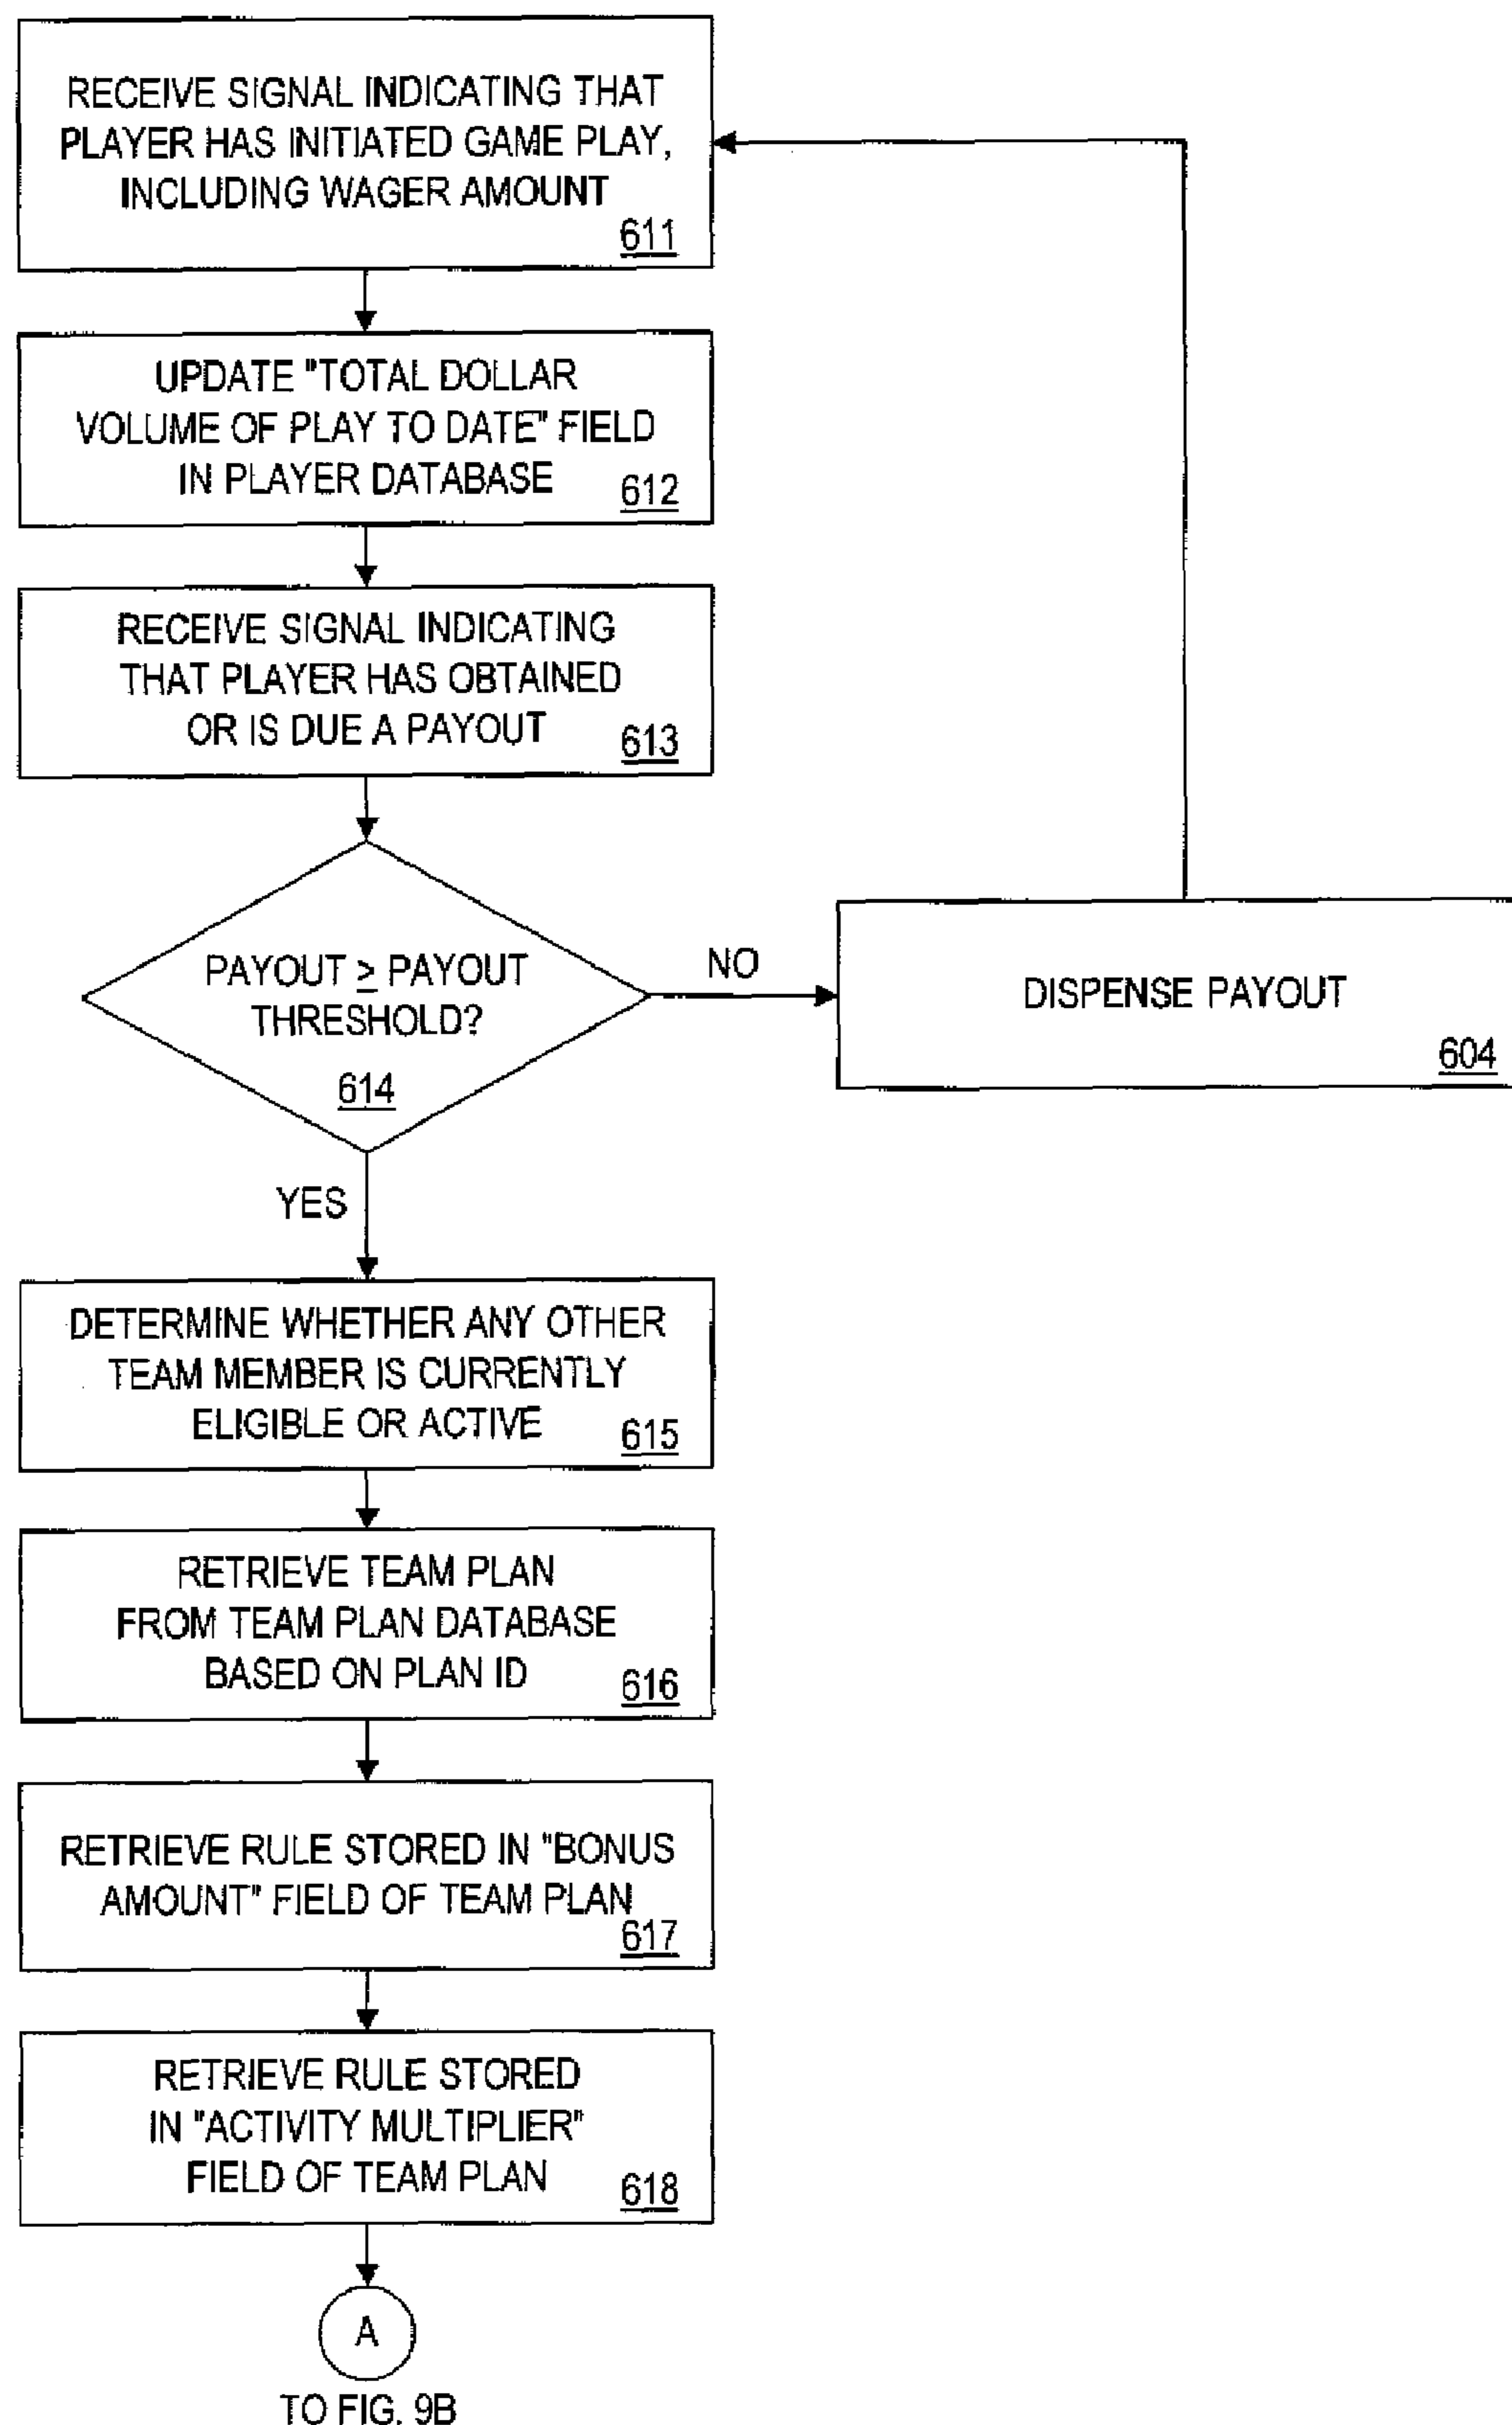 RECEIVE SIGNAL INDICATING THAT
PLAYER HAS INITIATED GAME PLAY,
INCLUDING WAGER AMOUNT
611
UPDATE "TOTAL DOLLAR
VOLUME OF PLAY TO DATE" FIELD
IN PLAYER DATABASE
612
RECEIVE SIGNAL INDICATING
THAT PLAYER HAS OBTAINED
OR IS DUE A PAYOUT
613
PAYOUT ≥ PAYOUT
THRESHOLD?
614
NO
DISPENSE PAYOUT
604
YES
DETERMINE WHETHER ANY OTHER
TEAM MEMBER IS CURRENTLY
ELIGIBLE OR ACTIVE
615
RETRIEVE TEAM PLAN
FROM TEAM PLAN DATABASE
BASED ON PLAN ID
616
RETRIEVE RULE STORED IN "BONUS
AMOUNT" FIELD OF TEAM PLAN
617
RETRIEVE RULE STORED
IN "ACTIVITY MULTIPLIER"
FIELD OF TEAM PLAN
618
A
TO FIG. 9B